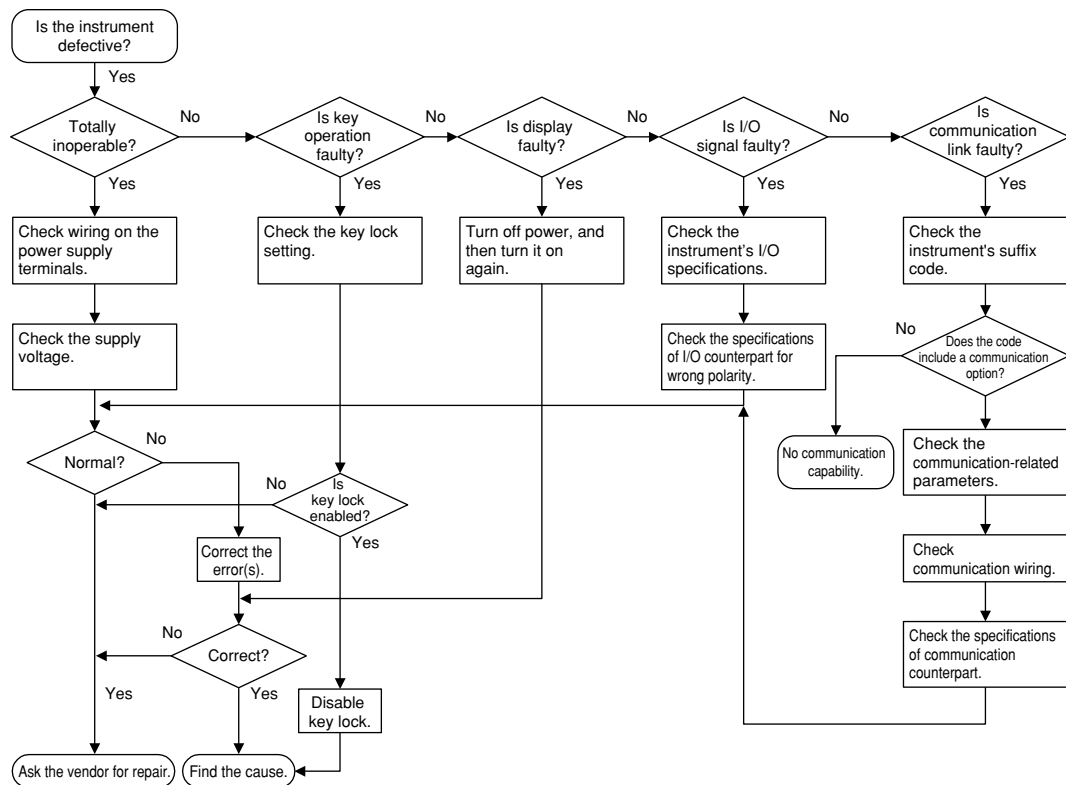 Is the instrument
defective?
Yes
Totally
inoperable?
No
Is key
operation
faulty?
No
Is display
faulty?
No
Is I/O
signal faulty?
No
Is
communication
link faulty?
Yes
Yes
Yes
Yes
Yes
Check wiring on the
power supply
terminals.
Check the key lock
setting.
Turn off power, and
then turn it on
again.
Check the
instrument’s I/O
specifications.
Check the
instrument's suffix
code.
Check the supply
voltage.
Check the specifications
of I/O counterpart for
wrong polarity.
No
Does the code
include a communication
option?
No communication
capability.
Check the
communication-related
parameters.
Normal?
No
No
Is
key lock
enabled?
Yes
Correct the
error(s).
Check
communication wiring.
No
Correct?
Yes
Yes
Check the specifications
of communication
counterpart.
Disable
key lock.
Ask the vendor for repair.
Find the cause.